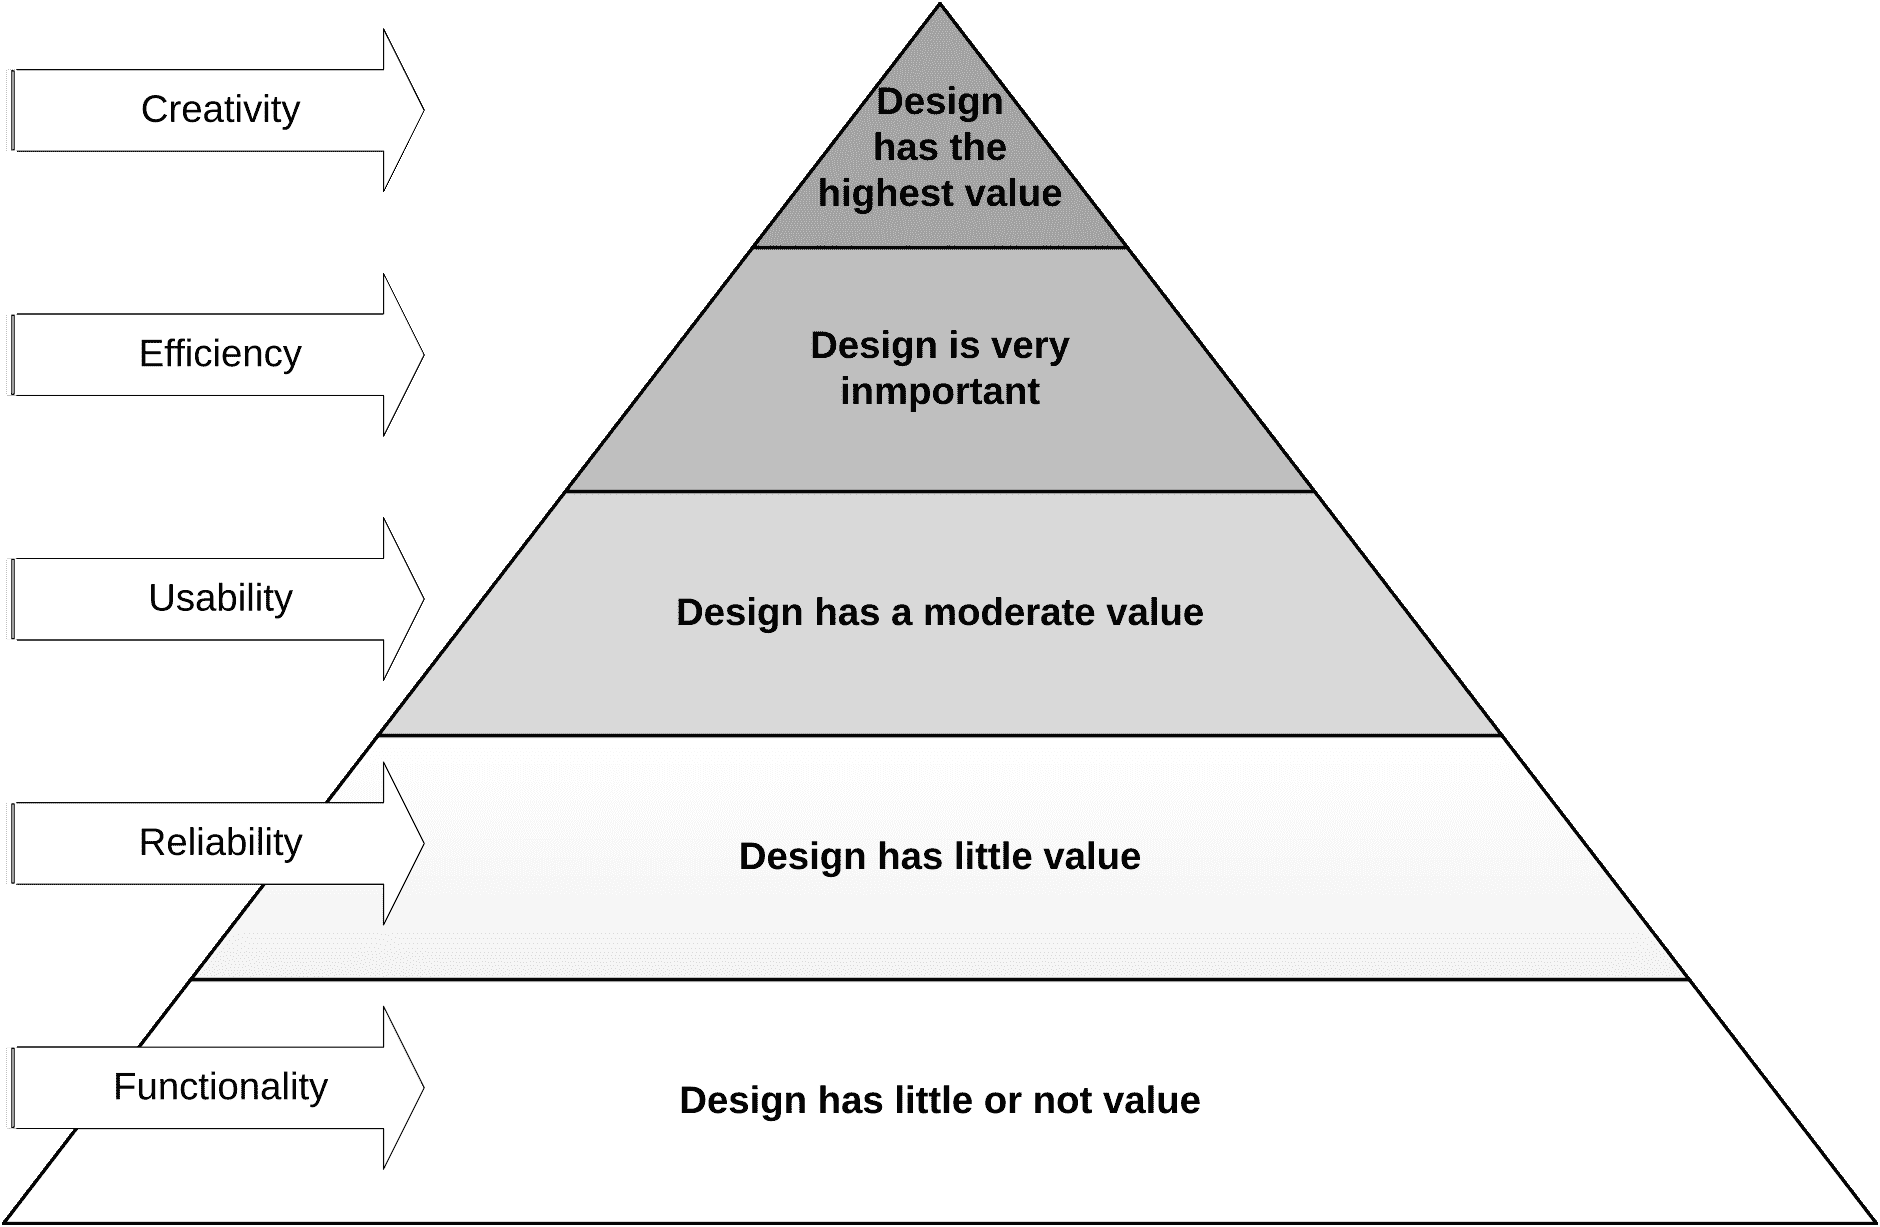 Creativity
Design
has the
highest value
Efficiency
Design is very
inmportant
Usability
Design has a moderate value
Reliability
Design has little value
Functionality
Design has little or not value